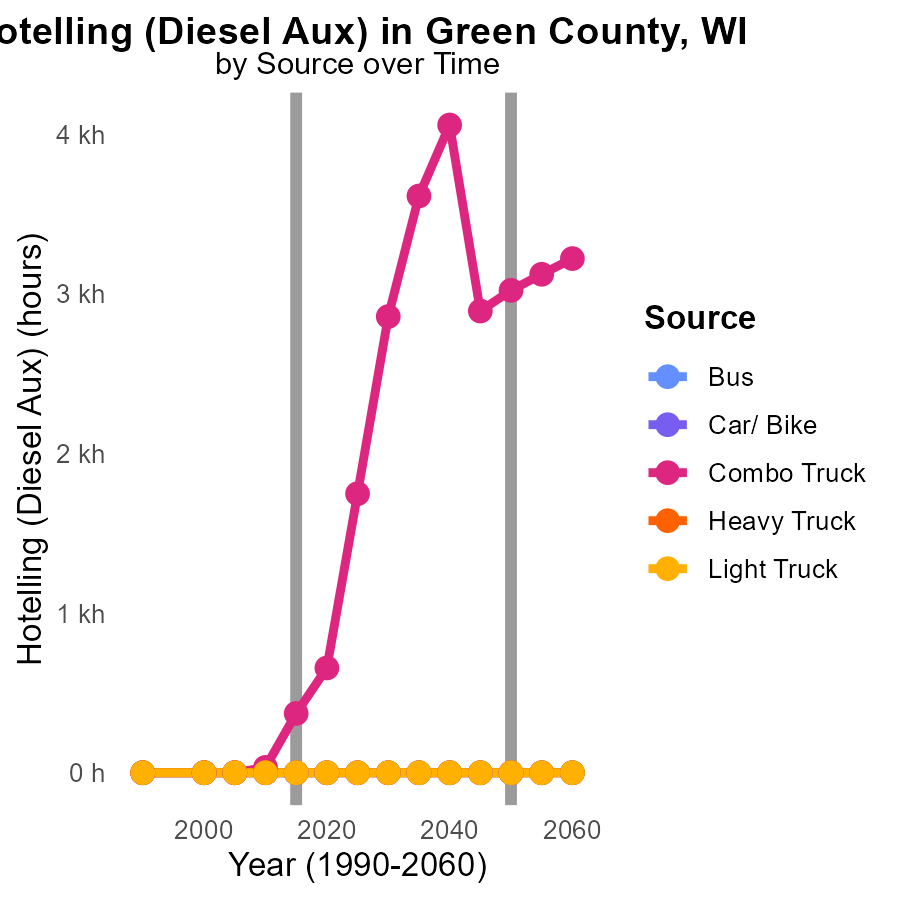 otelling (Diesel Aux) in Green County, WI
by Source over Time
Hotelling (Diesel Aux) (hours)
4 kh
3 kh
2 kh
1 kh
0 h
2000 2020 2040 2060
Year (1990-2060)
Source
Bus
Car/ Bike
Combo Truck
Heavy Truck
Light Truck